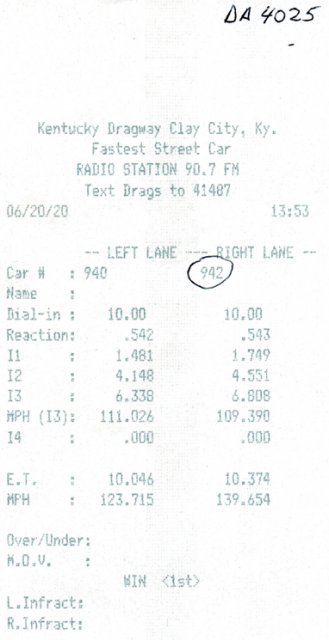 DA 4025
Kentucky Dragway Clay City, Ky.
Fastest Street Car
RADIO STATION 90.7 FM
Text Drags to 41487
06/20/20 13:53
-- LEFT LANE --- RIGHT LANE --
Car # : 940 942
Name :
Dial-in : 10.00 10.00
Reaction: .542 .543
I1 : 1.481 1.749
I2 : 4.148 4.551
I3 : 6.338 6.808
MPH (I3): 111.026 109.390
I4 : .000 .000
E.T. : 10.046 10.374
MPH : 123.715 139.654
Over/Under:
M.O.V. :
WIN <1st>
L.Infract:
R.Infract: